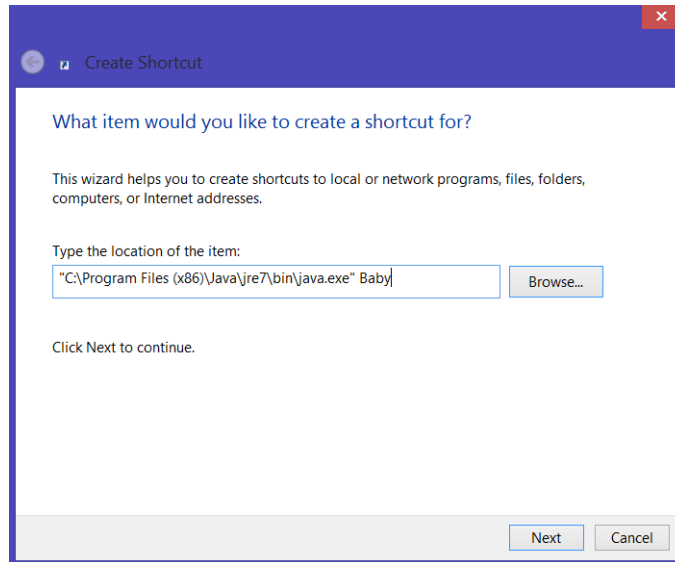 Create Shortcut
What item would you like to create a shortcut for?
This wizard helps you to create shortcuts to local or network programs, files, folders,
computers, or Internet addresses.
Type the location of the item:
"C:\Program Files (x86)\Java\jre7\bin\java.exe" Baby
Browse...
Click Next to continue.
Next
Cancel